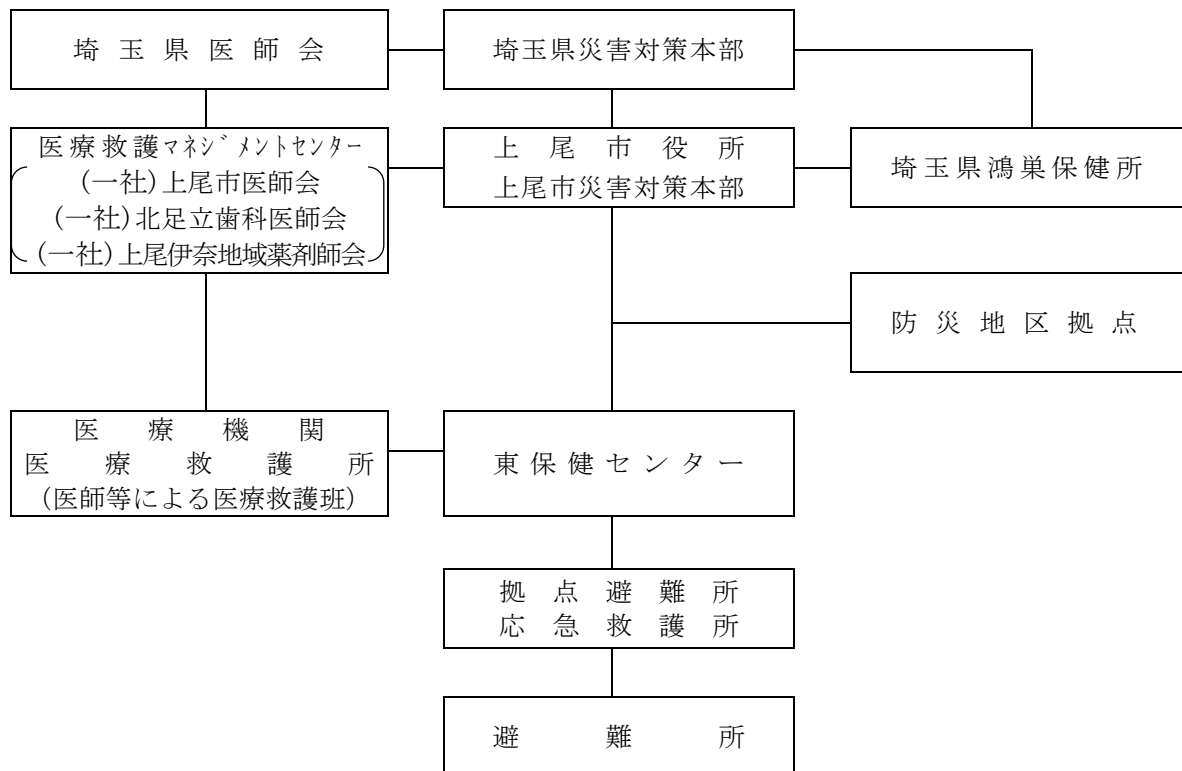 埼玉県医師会
埼玉県災害対策本部
医療救護マネジメントセンター
(一社)上尾市医師会
(一社)北足立歯科医師会
(一社)上尾伊奈地域薬剤師会
上尾市役所
上尾市災害対策本部
埼玉県鴻巣保健所
防災地区拠点
医療機関
医療救護所
(医師等による医療救護班)
東保健センター
拠点避難所
応急救護所
避難所